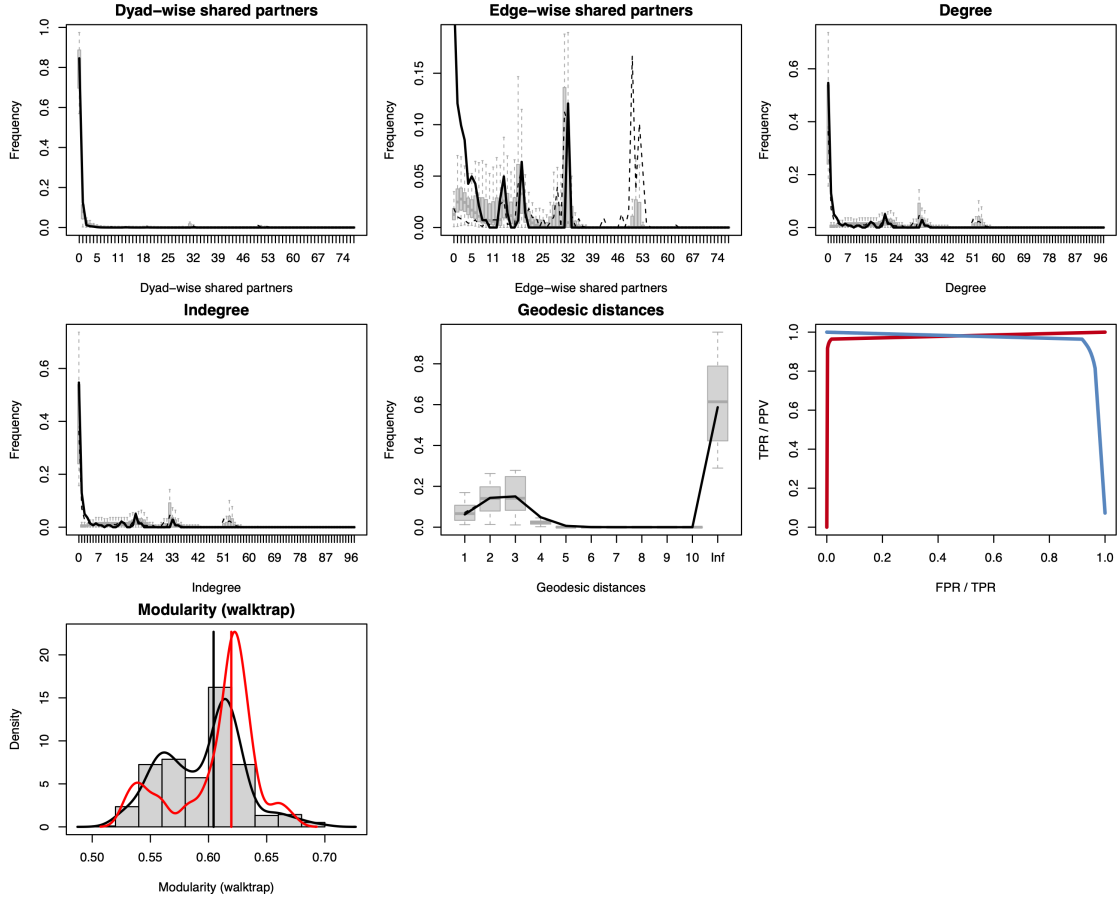 Dyad−wise shared partners
Frequency
0.0 0.2 0.4 0.6 0.8 1.0
0 5 11 18 25 32 39 46 53 60 67 74
Dyad−wise shared partners
Edge−wise shared partners
Frequency
0.00 0.05 0.10 0.15
0 5 11 18 25 32 39 46 53 60 67 74
Edge−wise shared partners
Degree
Frequency
0.0 0.2 0.4 0.6
0 7 15 24 33 42 51 60 69 78 87 96
Degree
Indegree
Frequency
0.0 0.2 0.4 0.6
0 7 15 24 33 42 51 60 69 78 87 96
Indegree
Geodesic distances
Frequency
0.0 0.2 0.4 0.6 0.8
1 2 3 4 5 6 7 8 9 10 Inf
Geodesic distances
TPR / PPV
0.0 0.2 0.4 0.6 0.8 1.0
0.0 0.2 0.4 0.6 0.8 1.0
FPR / TPR
Modularity (walktrap)
Density
0 5 10 15 20
0.50 0.55 0.60 0.65 0.70
Modularity (walktrap)